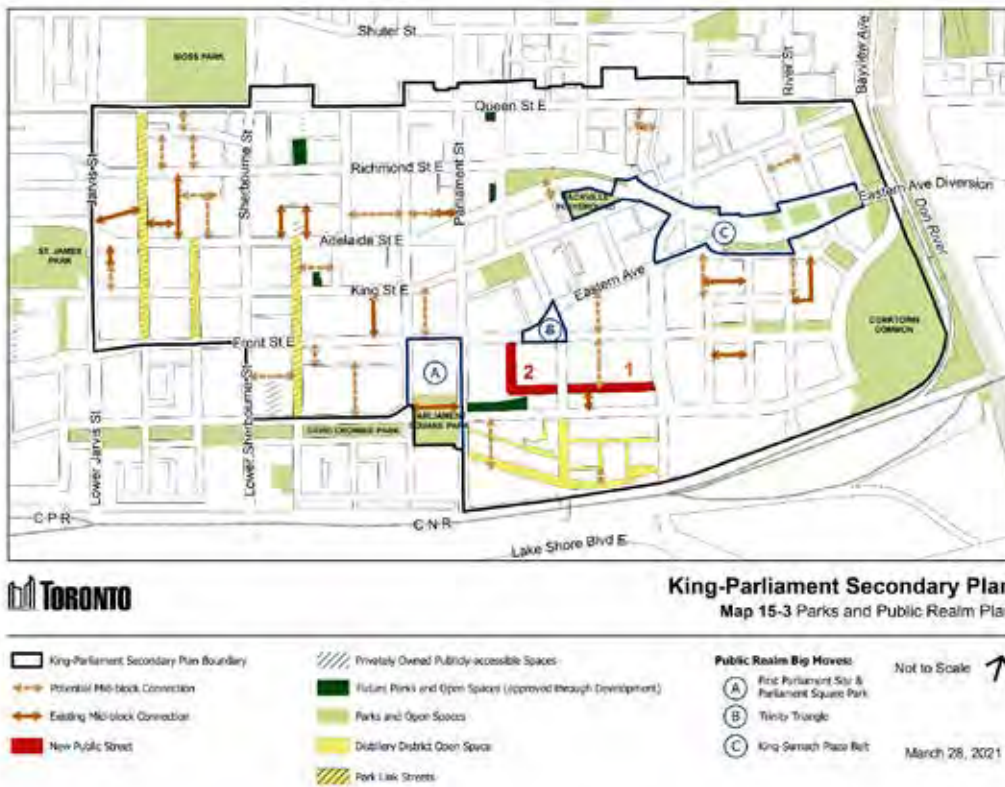 Shuter St
MOSS PARK
River St
Bayview Ave
Queen St E
Jarvis St
Sherbourne St
Richmond St E
Parliament St
Eastern Ave Diversion
Don River
C
Adelaide St E
ST. JAMES
PARK
Eastern Ave
King St E
B
CORKTOWN
COMMON
Front St E
A
2
1
PARLIAMENT
SQUARE PARK
DAVID CROMBIE PARK
Lower Jarvis St
Lower Sherbourne St
C P R
C N R
Lake Shore Blvd E
TORONTO
King-Parliament Secondary Plan
Map 15-3 Parks and Public Realm Plan
King-Parliament Secondary Plan Boundary
Potential Mid-block Connection
Existing Mid-block Connection
New Public Street
Privately Owned Publicly-accessible Spaces
Future Parks and Open Spaces (approved through Development)
Parks and Open Spaces
Distillery District Open Space
Park Link Streets
Public Realm Big Moves:
A First Parliament Site &
Parliament Square Park
B Trinity Triangle
C King-Sumach Plaza Belt
Not to Scale
March 28, 2021